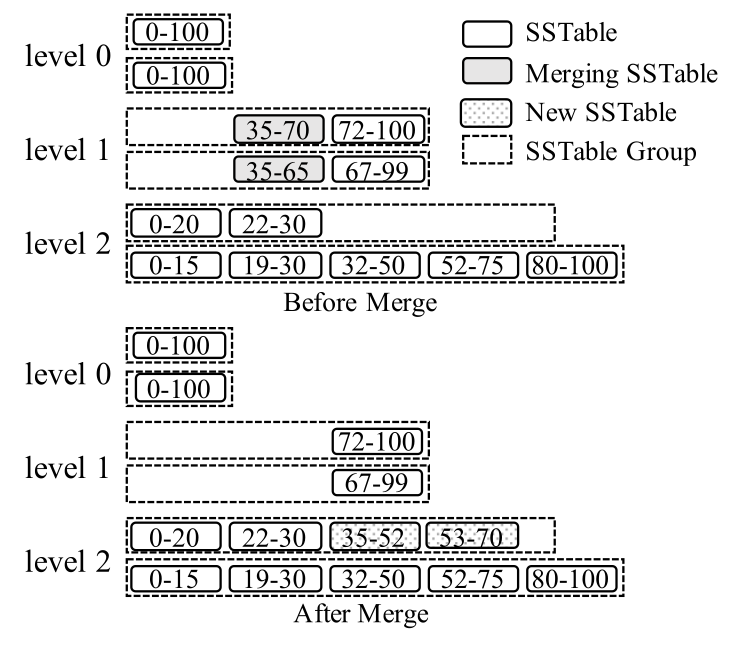 level 0
0-100
0-100
SSTable
Merging SSTable
New SSTable
SSTable Group
level 1
35-70 72-100
35-65 67-99
level 2
0-20 22-30
0-15 19-30 32-50 52-75 80-100
Before Merge
level 0
0-100
0-100
level 1
72-100
67-99
level 2
0-20 22-30 35-52 53-70
0-15 19-30 32-50 52-75 80-100
After Merge